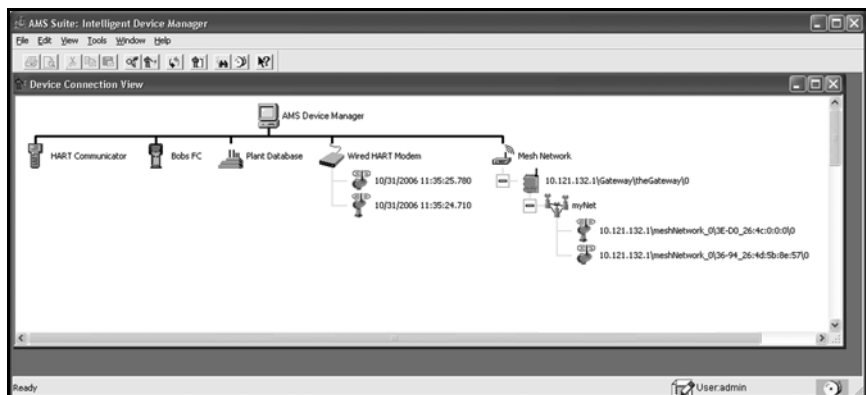 AMS Suite: Intelligent Device Manager
File Edit View Tools Window Help
Device Connection View
AMS Device Manager
HART Communicator
Bobs FC
Plant Database
Wired HART Modem
Mesh Network
10/31/2006 11:35:25.780
10.121.132.1\Gateway\theGateway\0
10/31/2006 11:35:24.710
myNet
10.121.132.1\meshNetwork_0\3E-D0_26:4c:0:0:0\0
10.121.132.1\meshNetwork_0\36-94_26:4d:5b:8e:57\0
Ready
User:admin